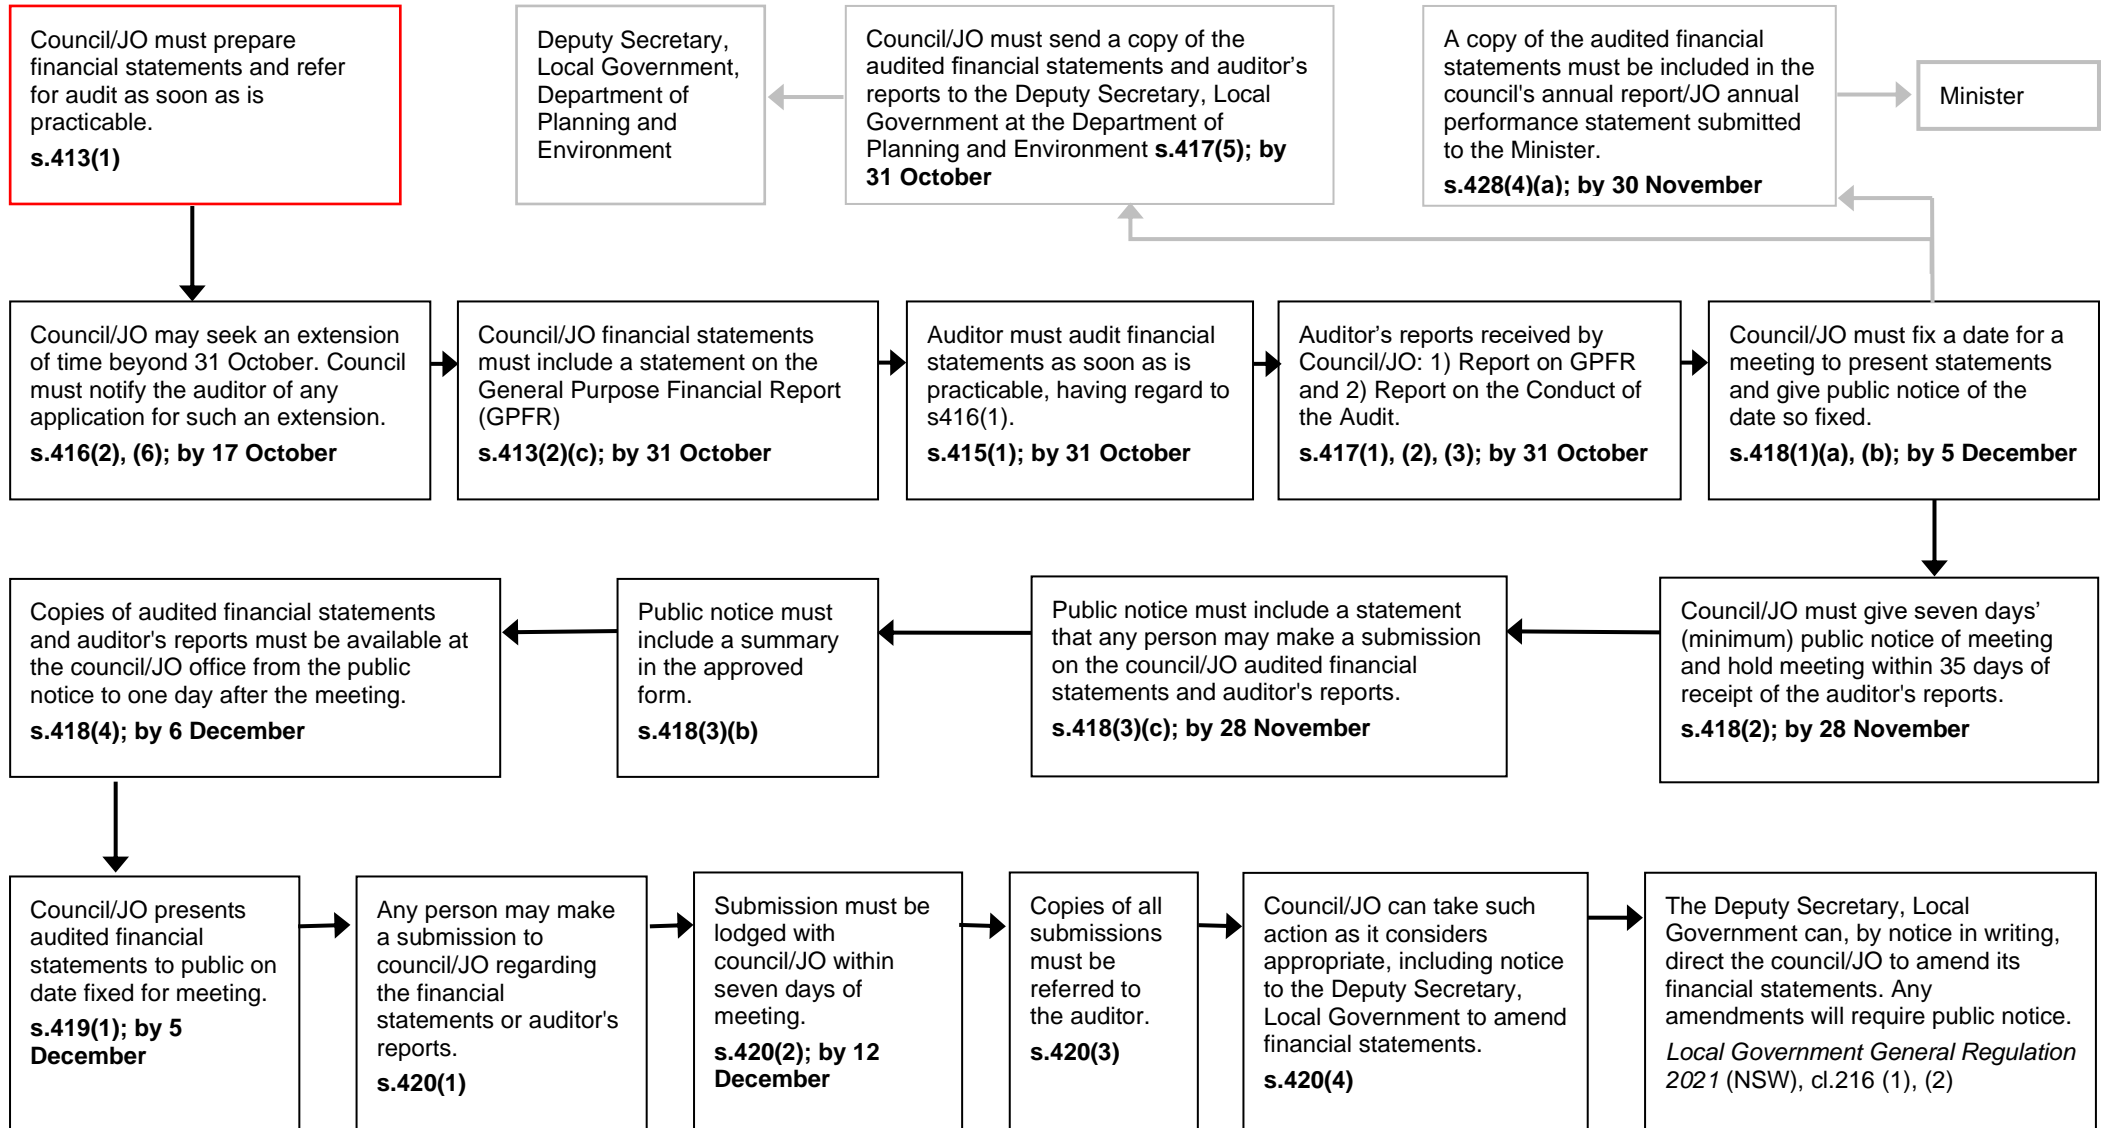 Council/JO must prepare
financial statements and refer
for audit as soon as is
practicable.
s.413(1)
Deputy Secretary,
Local Government,
Department of
Planning and
Environment
Council/JO must send a copy of the
audited financial statements and auditor’s
reports to the Deputy Secretary, Local
Government at the Department of
Planning and Environment s.417(5); by
31 October
A copy of the audited financial
statements must be included in the
council's annual report/JO annual
performance statement submitted
to the Minister.
s.428(4)(a); by 30 November
Minister
Council/JO may seek an extension
of time beyond 31 October. Council
must notify the auditor of any
application for such an extension.
s.416(2), (6); by 17 October
Council/JO financial statements
must include a statement on the
General Purpose Financial Report
(GPFR)
s.413(2)(c); by 31 October
Auditor must audit financial
statements as soon as is
practicable, having regard to
s416(1).
s.415(1); by 31 October
Auditor’s reports received by
Council/JO: 1) Report on GPFR
and 2) Report on the Conduct of
the Audit.
s.417(1), (2), (3); by 31 October
Council/JO must fix a date for a
meeting to present statements
and give public notice of the
date so fixed.
s.418(1)(a), (b); by 5 December
Copies of audited financial statements
and auditor's reports must be available at
the council/JO office from the public
notice to one day after the meeting.
s.418(4); by 6 December
Public notice must
include a summary
in the approved
form.
s.418(3)(b)
Public notice must include a statement
that any person may make a submission
on the council/JO audited financial
statements and auditor's reports.
s.418(3)(c); by 28 November
Council/JO must give seven days’
(minimum) public notice of meeting
and hold meeting within 35 days of
receipt of the auditor's reports.
s.418(2); by 28 November
Council/JO presents
audited financial
statements to public on
date fixed for meeting.
s.419(1); by 5
December
Any person may make
a submission to
council/JO regarding
the financial
statements or auditor's
reports.
s.420(1)
Submission must be
lodged with
council/JO within
seven days of
meeting.
s.420(2); by 12
December
Copies of all
submissions
must be
referred to
the auditor.
s.420(3)
Council/JO can take such
action as it considers
appropriate, including notice
to the Deputy Secretary,
Local Government to amend
financial statements.
s.420(4)
The Deputy Secretary, Local
Government can, by notice in writing,
direct the council/JO to amend its
financial statements. Any
amendments will require public notice.
Local Government General Regulation
2021 (NSW), cl.216 (1), (2)